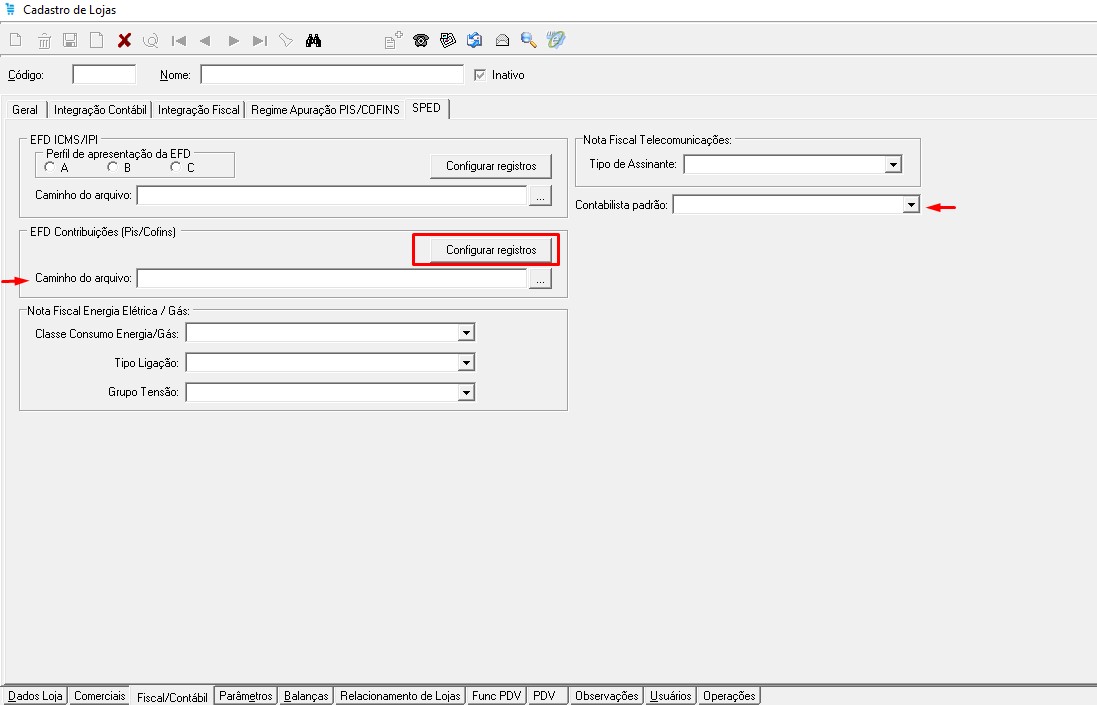 Cadastro de Lojas
Código:
Nome:
Inativo
Geral
Integração Contábil
Integração Fiscal
Regime Apuração PIS/COFINS
SPED
EFD ICMS/IPI
Perfil de apresentação da EFD
A
B
C
Configurar registros
Caminho do arquivo:
...
EFD Contribuições (Pis/Cofins)
Configurar registros
Caminho do arquivo:
...
Nota Fiscal Energia Elétrica / Gás:
Classe Consumo Energia/Gás:
Tipo Ligação:
Grupo Tensão:
Nota Fiscal Telecomunicações:
Tipo de Assinante:
Contabilista padrão:
Dados Loja
Comerciais
Fiscal/Contábil
Parâmetros
Balanças
Relacionamento de Lojas
Func PDV
PDV
Observações
Usuários
Operações